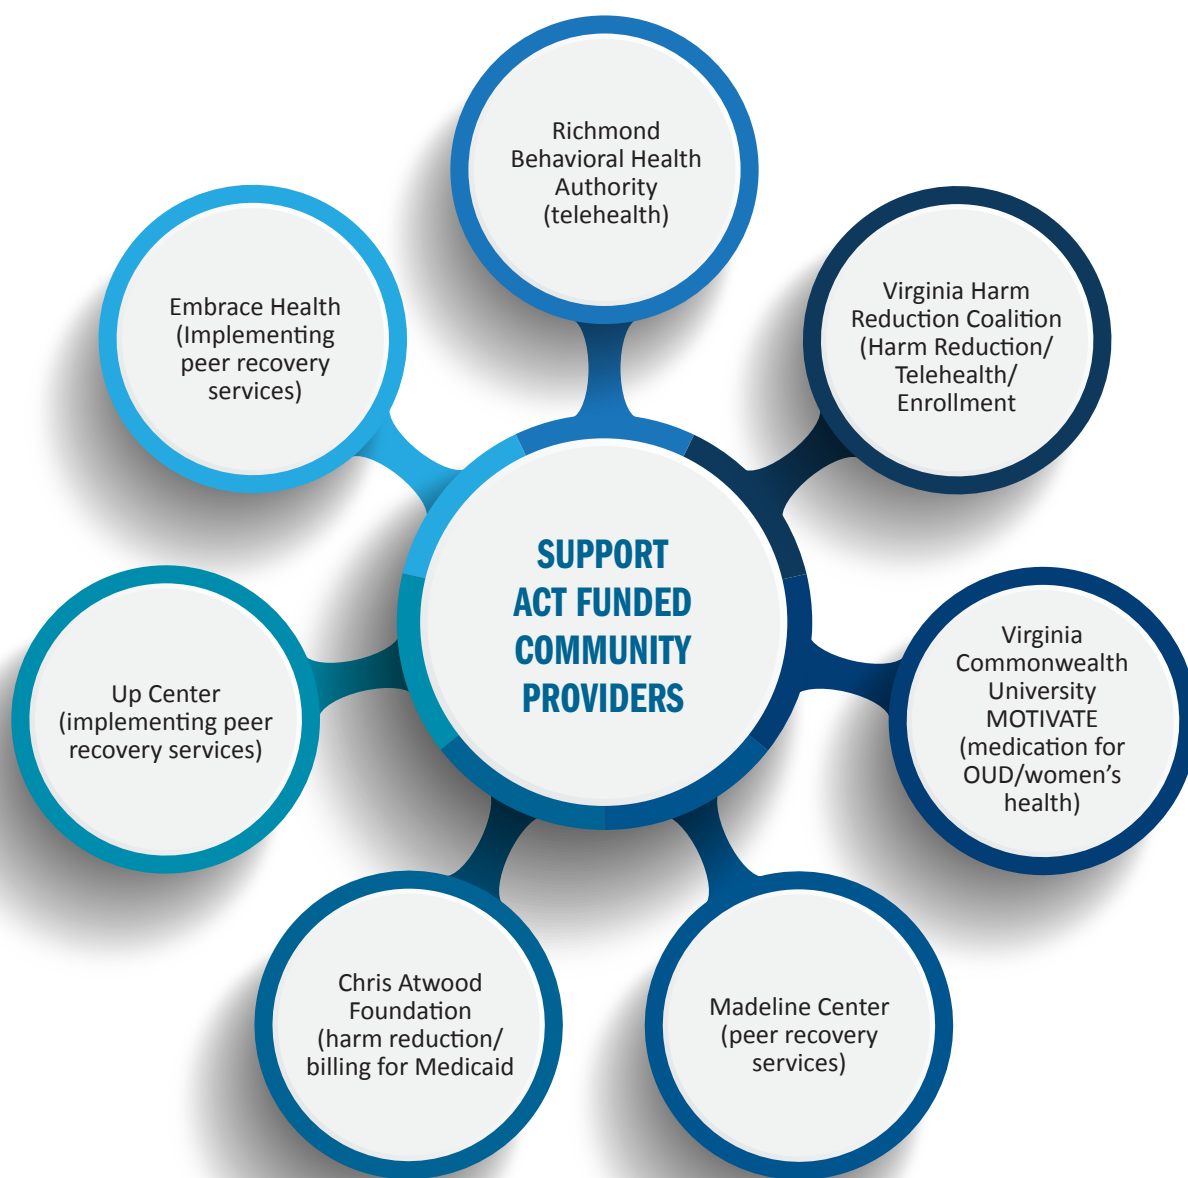 Richmond
Behavioral Health
Authority
(telehealth)
Virginia Harm
Reduction Coalition
(Harm Reduction/
Telehealth/
Enrollment
Embrace Health
(Implementing
peer recovery
services)
SUPPORT
ACT FUNDED
COMMUNITY
PROVIDERS
Virginia
Commonwealth
University
MOTIVATE
(medication for
OUD/women’s
health)
Up Center
(implementing peer
recovery services)
Chris Atwood
Foundation
(harm reduction/
billing for Medicaid
Madeline Center
(peer recovery
services)